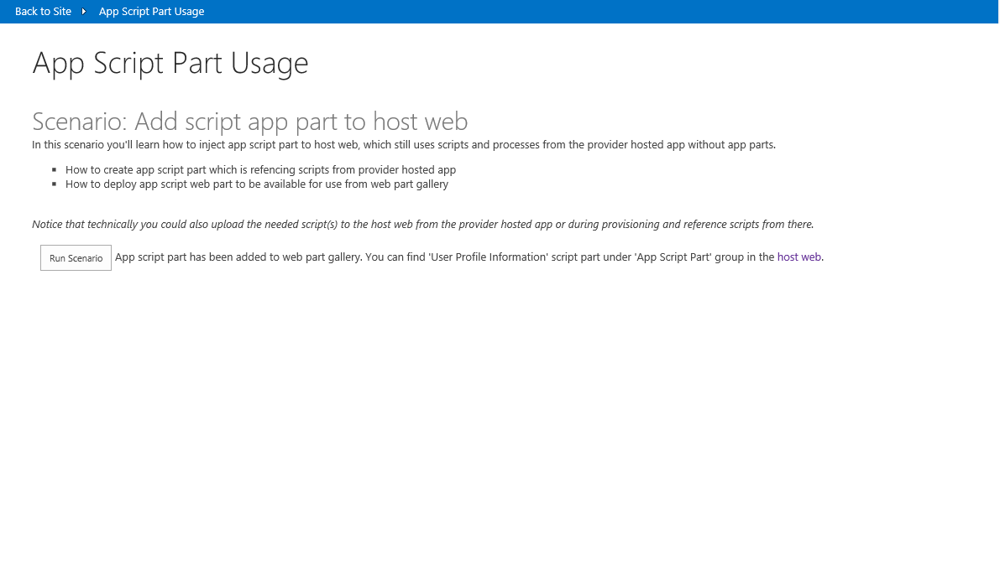 Back to Site App Script Part Usage
App Script Part Usage
Scenario: Add script app part to host web
In this scenario you'll learn how to inject app script part to host web, which still uses scripts and processes from the provider hosted app without app parts.
How to create app script part which is refencing scripts from provider hosted app
How to deploy app script web part to be available for use from web part gallery
Notice that technically you could also upload the needed script(s) to the host web from the provider hosted app or during provisioning and reference scripts from there.
Run Scenario App script part has been added to web part gallery. You can find 'User Profile Information' script part under 'App Script Part' group in the host web.